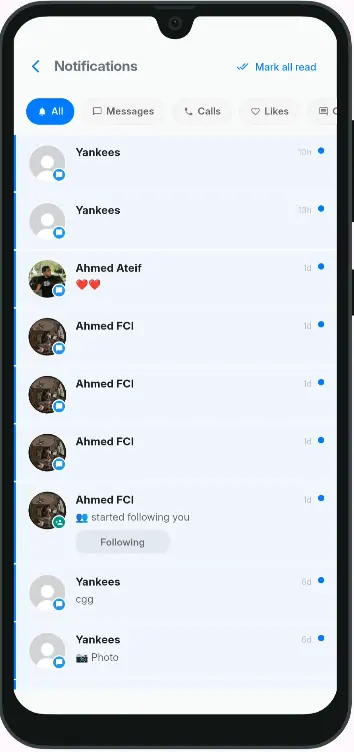 Notifications
Mark all read
All
Messages
Calls
Likes
Yankees
10h
Yankees
13h
Ahmed Ateif
1d
❤️❤️
Ahmed FCI
1d
Ahmed FCI
1d
Ahmed FCI
1d
Ahmed FCI
1d
👥 started following you
Following
Yankees
6d
cgg
Yankees
6d
📷 Photo